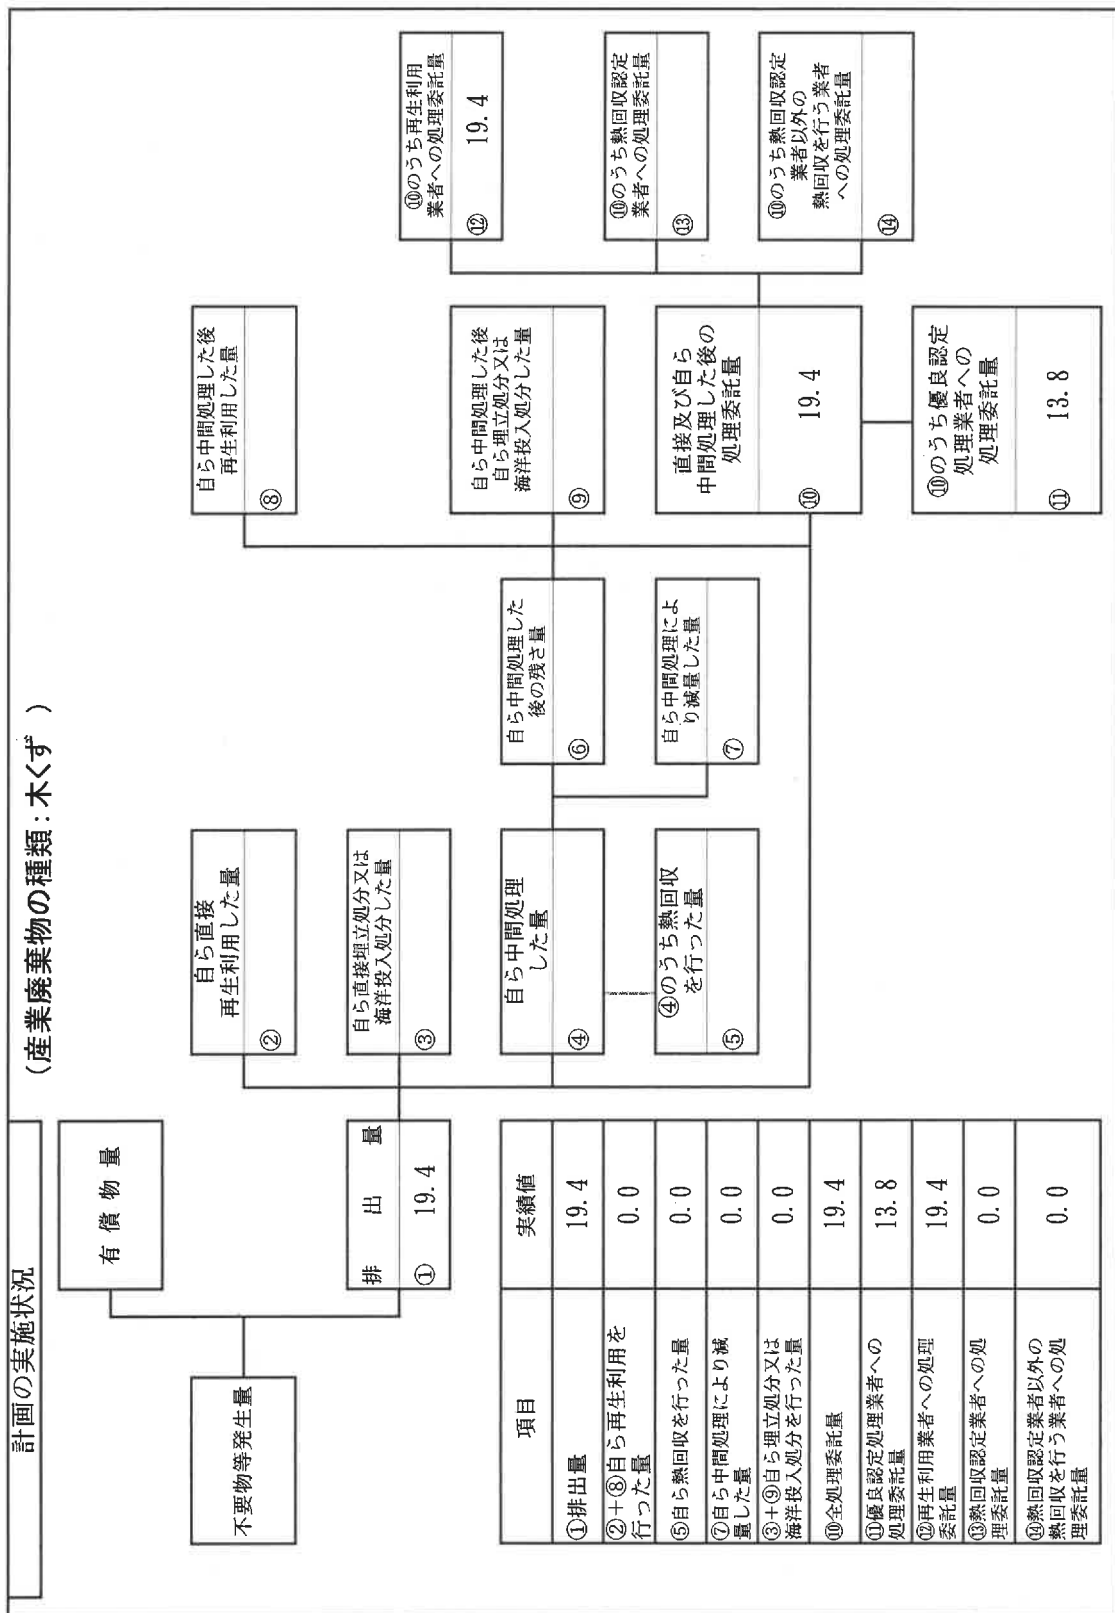 計画の実施状況
(産業廃棄物の種類:木くず )
不要物等発生量
有償物量
排出量
① 19.4
自ら直接
再生利用した量
②
自ら直接埋立処分又は
海洋投入処分した量
③
自ら中間処理
した量
④
④のうち熱回収
を行った量
⑤
自ら中間処理した
後の残さ量
⑥
自ら中間処理によ
り減量した量
⑦
自ら中間処理した後
再生利用した量
⑧
自ら中間処理した後
自ら埋立処分又は
海洋投入処分した量
⑨
直接及び自ら
中間処理した後の
処理委託量
⑩ 19.4
⑩のうち優良認定
処理業者への
処理委託量
⑪ 13.8
⑩のうち再生利用
業者への処理委託量
⑫ 19.4
⑩のうち熱回収認定
業者への処理委託量
⑬
⑩のうち熱回収認定
業者以外の
熱回収を行う業者
への処理委託量
⑭
項目 実績値
①排出量 19.4
②+⑧自ら再生利用を
行った量 0.0
⑤自ら熱回収を行った量 0.0
⑦自ら中間処理により減
量した量 0.0
③+⑨自ら埋立処分又は
海洋投入処分を行った量 0.0
⑩全処理委託量 19.4
⑪優良認定処理業者への
処理委託量 13.8
⑫再生利用業者への処理
委託量 19.4
⑬熱回収認定業者への処
理委託量 0.0
⑭熱回収認定業者以外の
熱回収を行う業者への処
理委託量 0.0